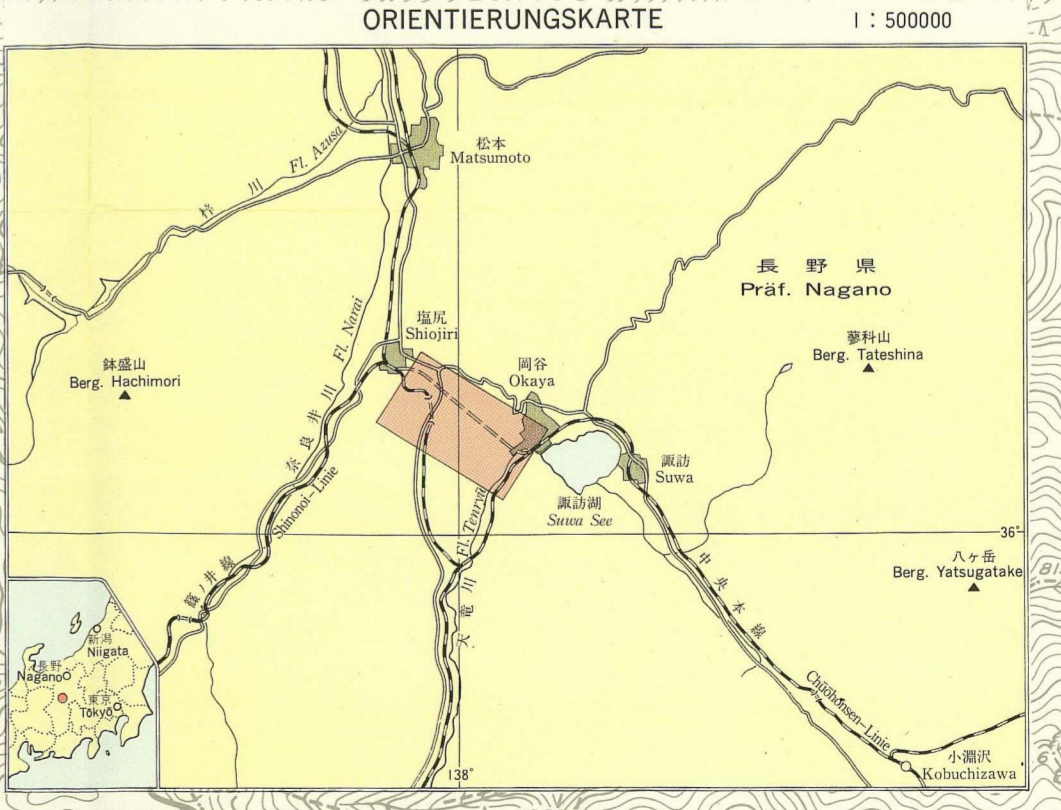 ORIENTIERUNGSKARTE
1 : 500000
松本
Matsumoto
Fl. Azusa
梓川
長野県
Präf. Nagano
塩尻
Shiojiri
Fl. Narai
奈良井川
岡谷
Okaya
蓼科山
Berg. Tateshina
鉢盛山
Berg. Hachimori
諏訪
Suwa
諏訪湖
Suwa See
Shinonoi-Linie
篠ノ井線
Fl. Tenryū
天竜川
36°
八ヶ岳
Berg. Yatsugatake
中央本線
Chūōhonsen-Linie
小淵沢
Kobuchizawa
138°
新潟
Niigata
長野
Nagano
東京
Tōkyō